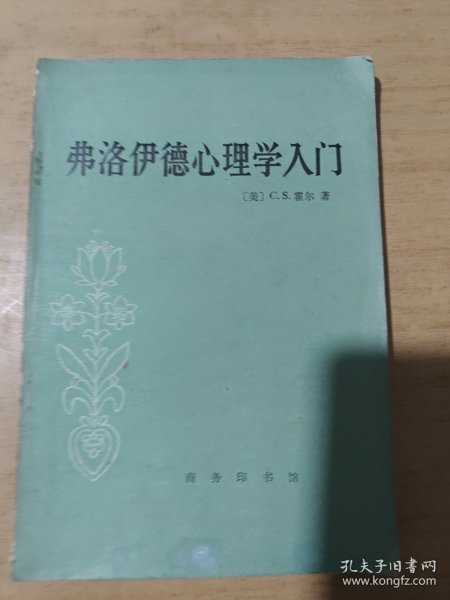 弗洛伊德心理学入门
〔美〕C.S.霍尔 著
商务印书馆
孔夫子旧书网
www.kongfz.com